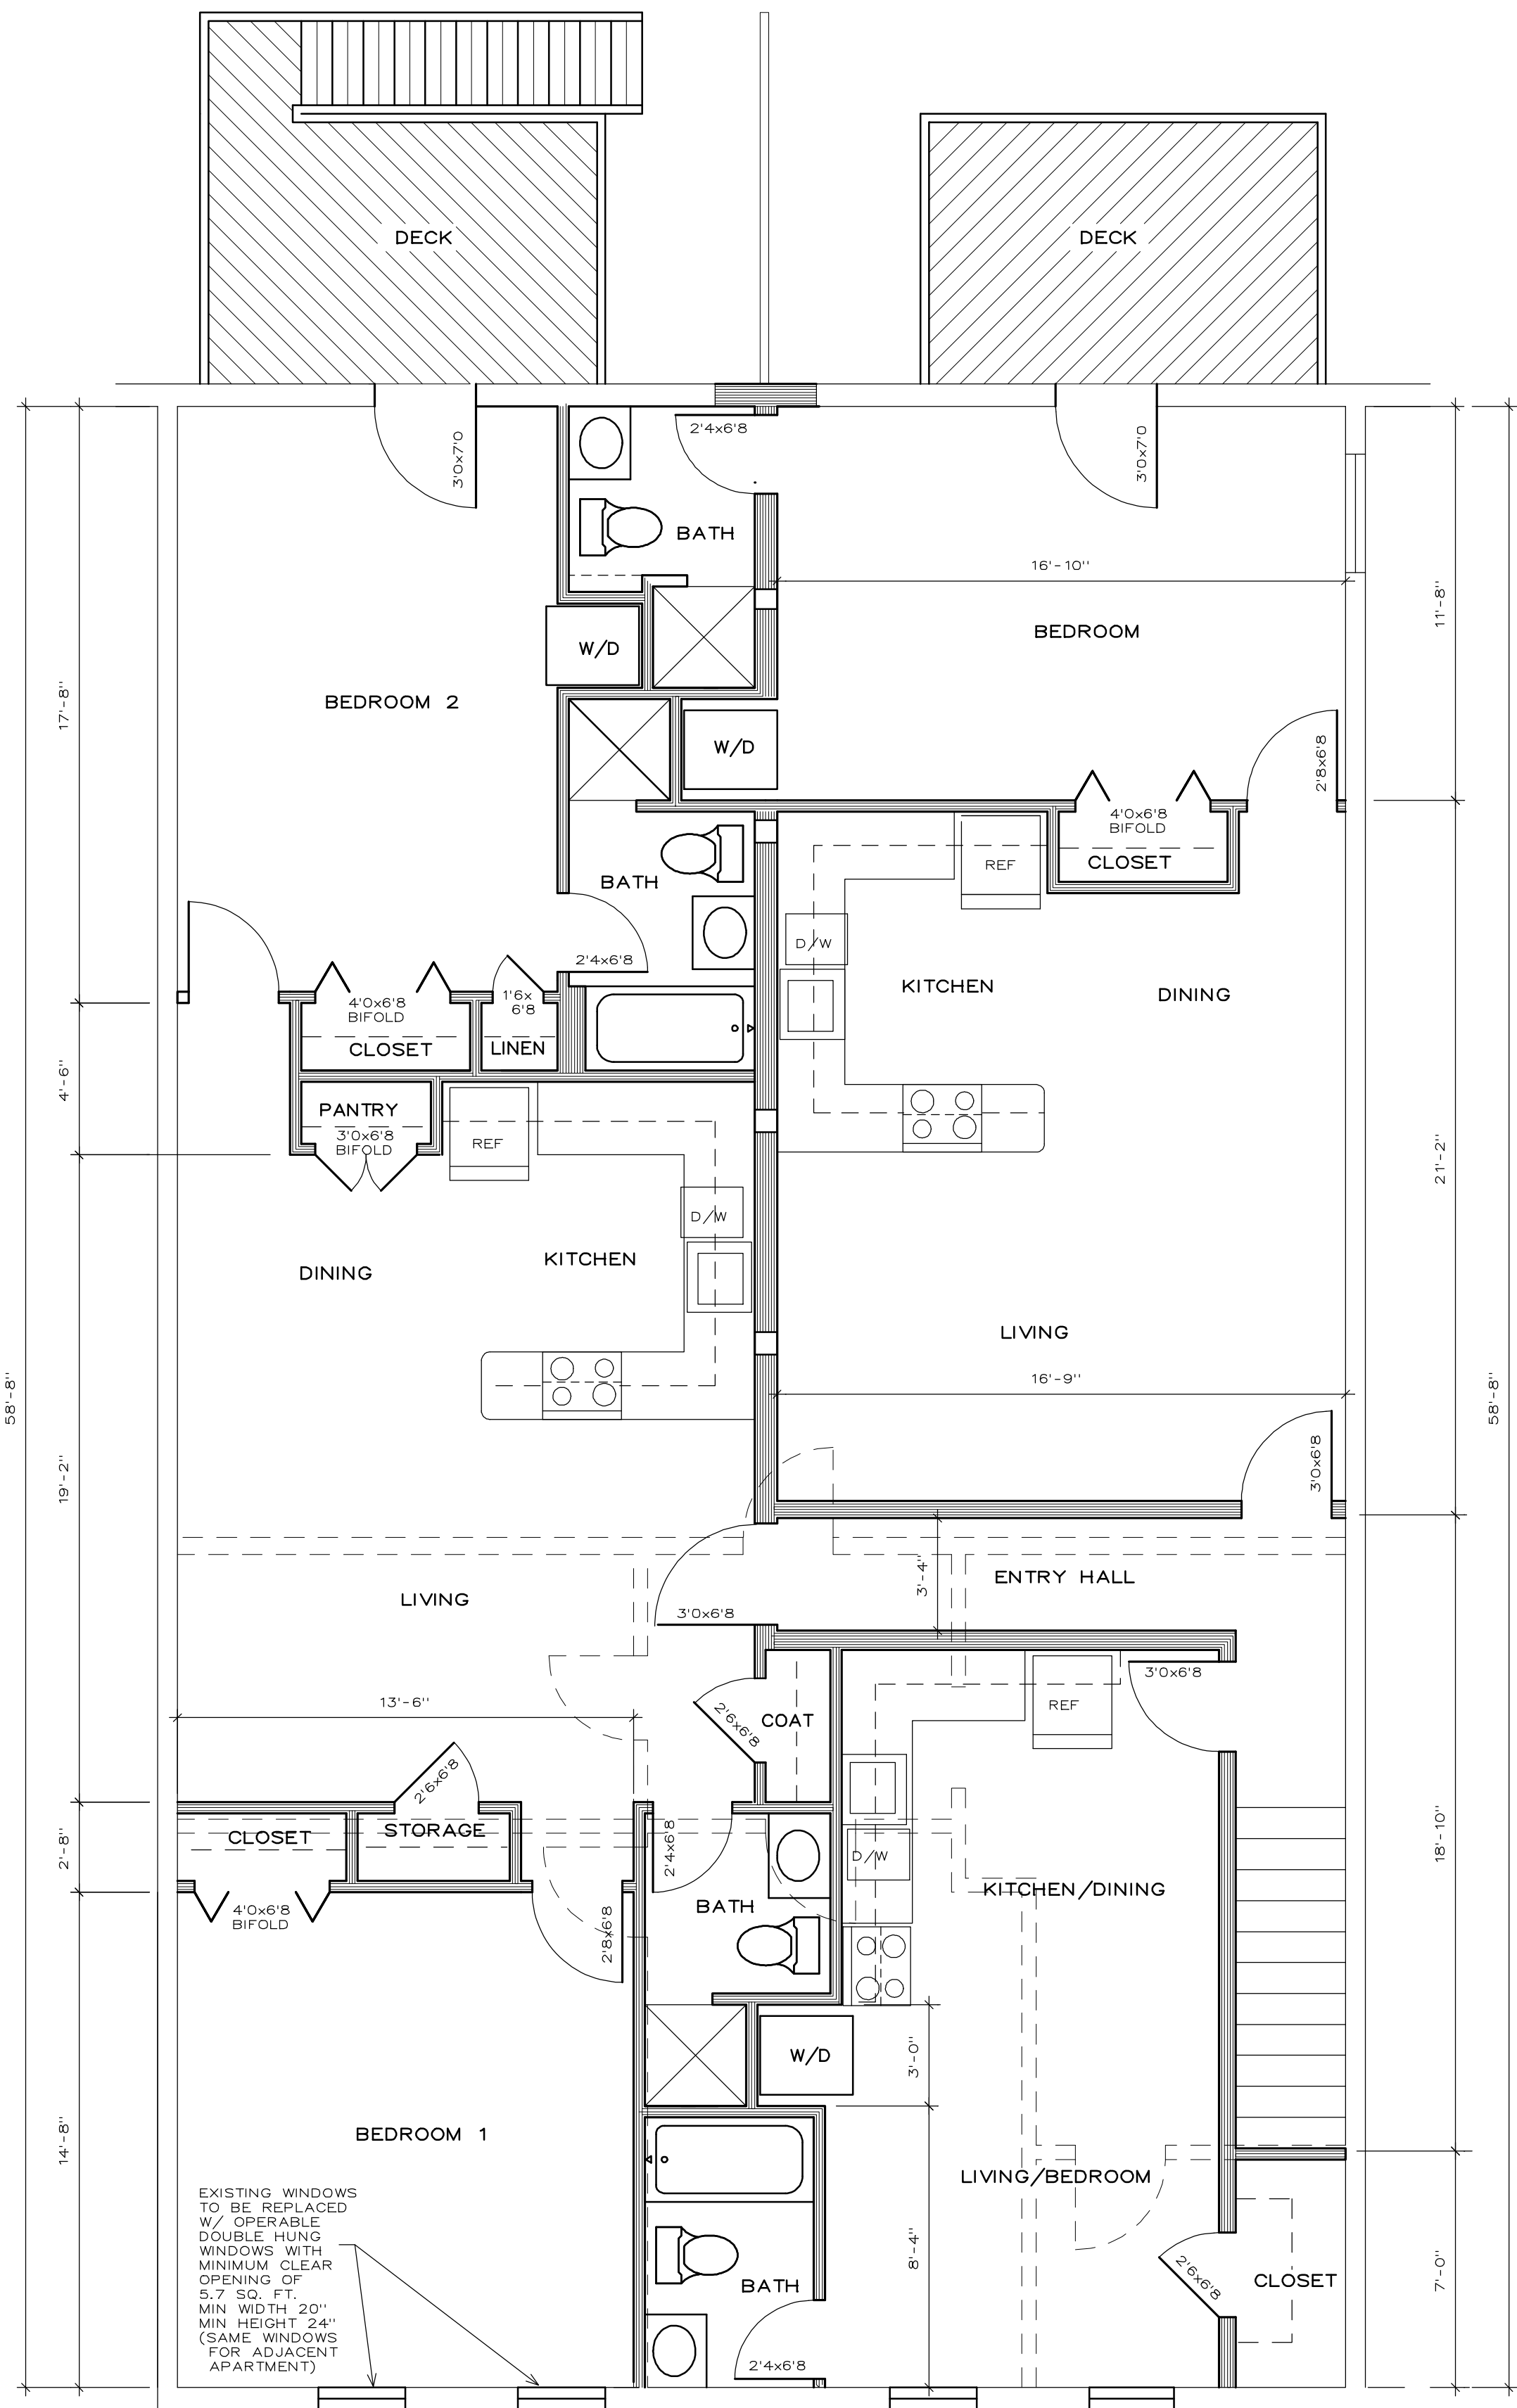 DECK
DECK
2'4x6'8
3'0x7'0
3'0x7'0
BATH
16'-10"
11'-8"
BEDROOM
W/D
17'-8"
BEDROOM 2
W/D
2'8x6'8
4'0x6'8
BIFOLD
CLOSET
REF
BATH
D/W
2'4x6'8
KITCHEN
DINING
4'0x6'8
BIFOLD
1'6x
6'8
CLOSET
LINEN
4'-6"
PANTRY
3'0x6'8
BIFOLD
REF
21'-2"
D/W
KITCHEN
DINING
LIVING
16'-9"
58'-8"
58'-8"
19'-2"
3'0x6'8
LIVING
3'-4"
ENTRY HALL
3'0x6'8
3'0x6'8
13'-6"
2'6x6'8
COAT
REF
2'6x6'8
CLOSET
STORAGE
2'-8"
2'4x6'8
D/W
18'-10"
KITCHEN/DINING
4'0x6'8
BIFOLD
2'8x6'8
BATH
3'-0"
W/D
14'-8"
BEDROOM 1
LIVING/BEDROOM
EXISTING WINDOWS
TO BE REPLACED
W/ OPERABLE
DOUBLE HUNG
WINDOWS WITH
MINIMUM CLEAR
OPENING OF
5.7 SQ. FT.
MIN WIDTH 20"
MIN HEIGHT 24"
(SAME WINDOWS
FOR ADJACENT
APARTMENT)
8'-4"
2'6x6'8
CLOSET
7'-0"
BATH
2'4x6'8